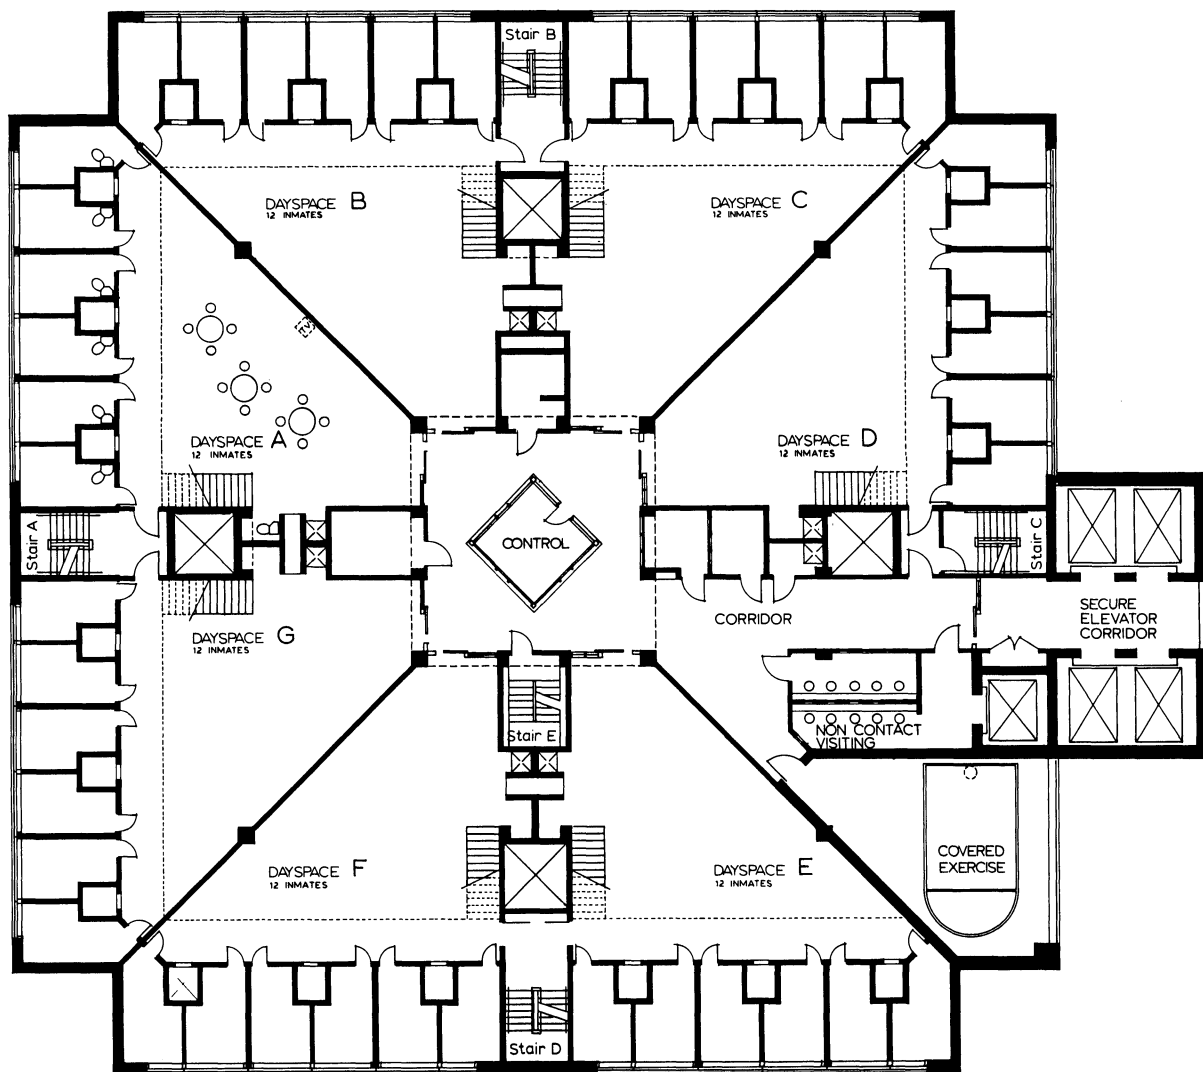 Stair B
DAYSPACE B
12 INMATES
DAYSPACE C
12 INMATES
TV
DAYSPACE A
12 INMATES
DAYSPACE D
12 INMATES
Stair A
CONTROL
Stair C
DAYSPACE G
12 INMATES
CORRIDOR
SECURE
ELEVATOR
CORRIDOR
Stair E
NON CONTACT
VISITING
DAYSPACE F
12 INMATES
DAYSPACE E
12 INMATES
COVERED
EXERCISE
Stair D